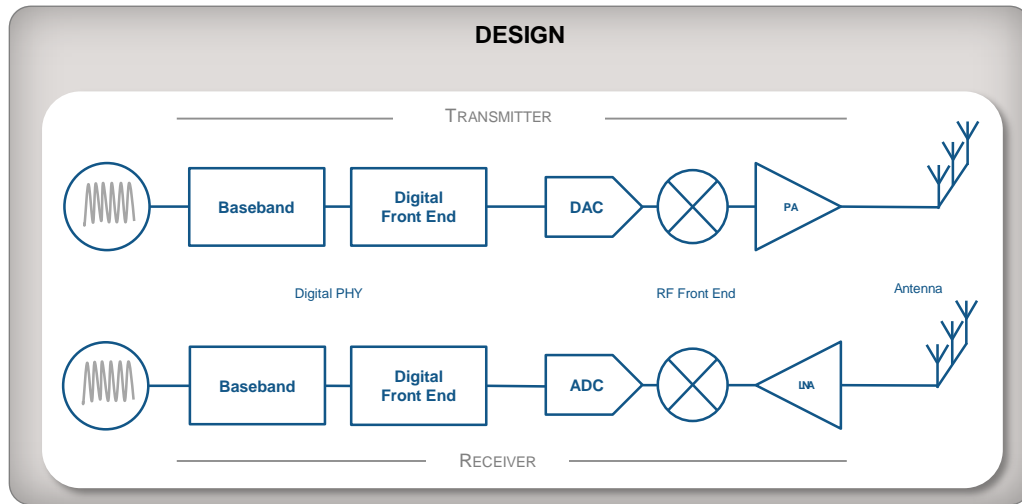 DESIGN
TRANSMITTER
Baseband
Digital
Front End
DAC
PA
Digital PHY
RF Front End
Antenna
Baseband
Digital
Front End
ADC
LNA
RECEIVER